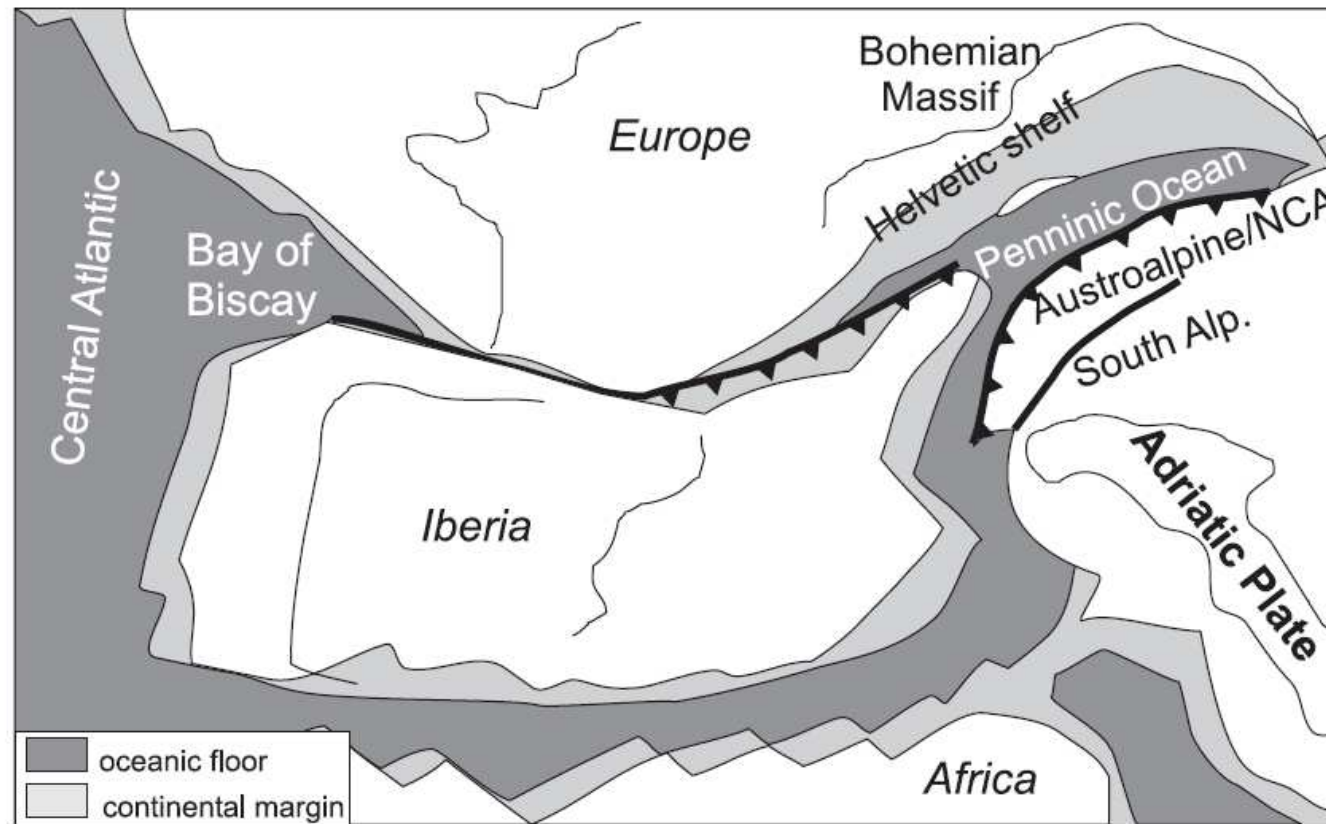 Bohemian
Massif
Europe
Helvetic shelf
Central Atlantic
Bay of
Biscay
Penninic Ocean
Austroalpine/NCA
South Alp.
Iberia
Adriatic Plate
Africa
oceanic floor
continental margin